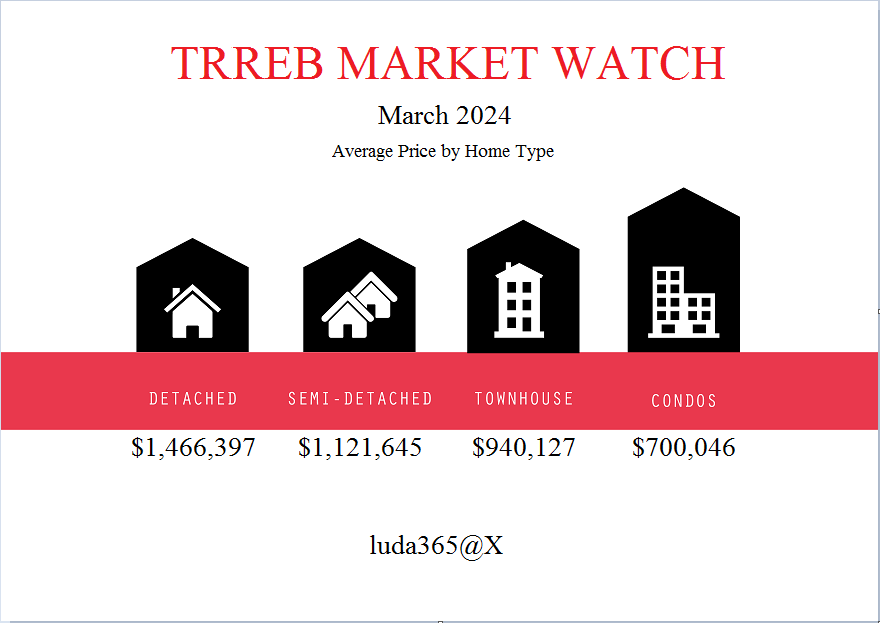 TRREB MARKET WATCH
March 2024
Average Price by Home Type
DETACHED SEMI-DETACHED TOWNHOUSE CONDOS
$1,466,397 $1,121,645 $940,127 $700,046
luda365@X